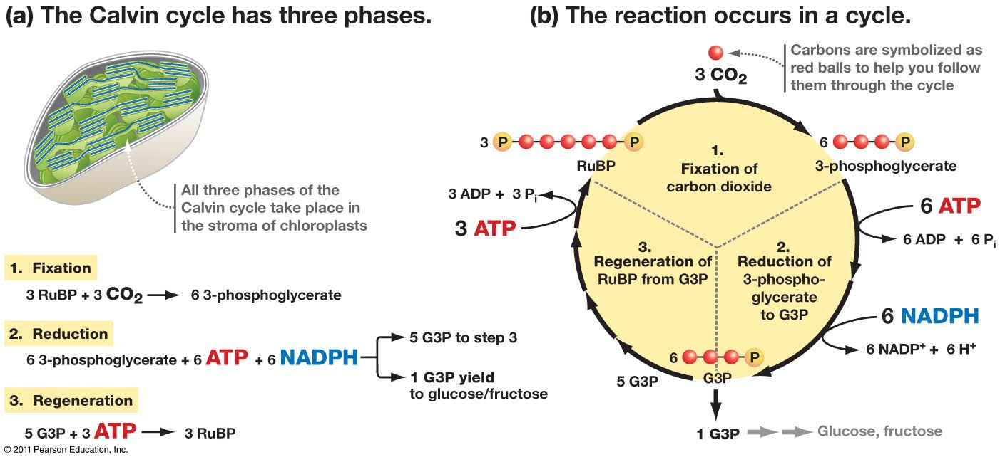 (a) The Calvin cycle has three phases.
All three phases of the
Calvin cycle take place in
the stroma of chloroplasts
1. Fixation
3 RuBP + 3 CO₂ → 6 3-phosphoglycerate
2. Reduction
6 3-phosphoglycerate + 6 ATP + 6 NADPH
5 G3P to step 3
1 G3P yield
to glucose/fructose
3. Regeneration
5 G3P + 3 ATP → 3 RuBP
© 2011 Pearson Education, Inc.
(b) The reaction occurs in a cycle.
Carbons are symbolized as
red balls to help you follow
them through the cycle
3 CO₂
3 P P
RuBP
6 P
3-phosphoglycerate
1.
Fixation of
carbon dioxide
3 ADP + 3 Pᵢ
3 ATP
6 ATP
6 ADP + 6 Pᵢ
3.
Regeneration of
RuBP from G3P
2.
Reduction of
3-phospho-
glycerate
to G3P
6 NADPH
6 NADP⁺ + 6 H⁺
6 P
G3P
5 G3P
1 G3P
Glucose, fructose